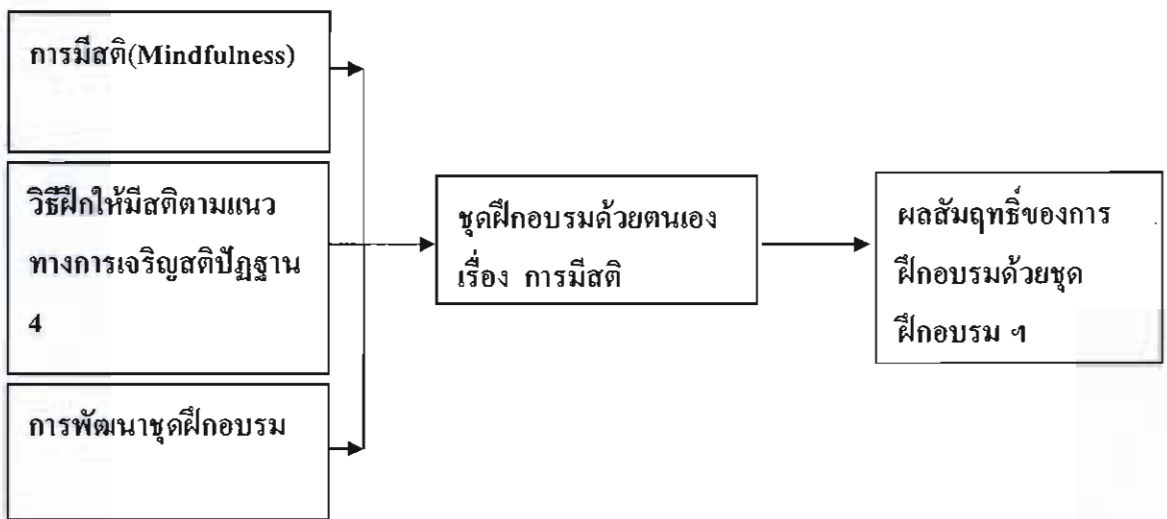 การมีสติ(Mindfulness)
วิธีฝึกให้มีสติตามแนว
ทางการเจริญสติปัฏฐาน
4
การพัฒนาชุดฝึกอบรม
ชุดฝึกอบรมด้วยตนเอง
เรื่อง การมีสติ
ผลสัมฤทธิ์ของการ
ฝึกอบรมด้วยชุด
ฝึกอบรม ฯ